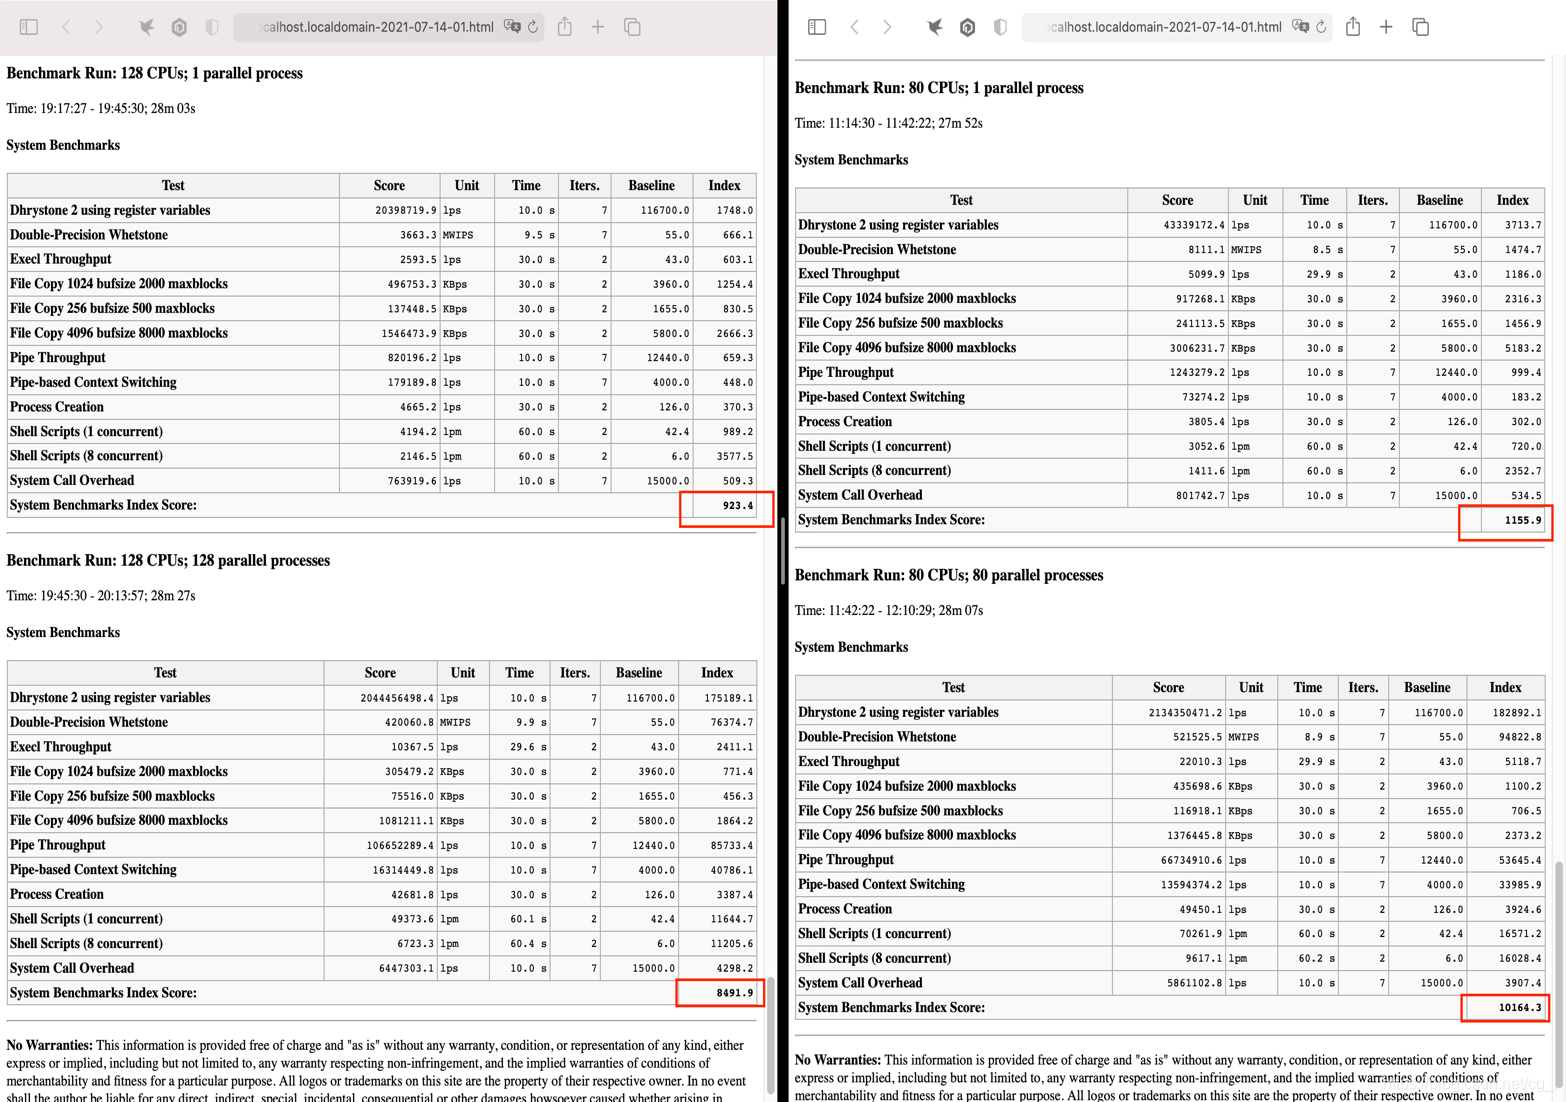 calhost.localdomain-2021-07-14-01.html
Benchmark Run: 128 CPUs; 1 parallel process
Time: 19:17:27 - 19:45:30; 28m 03s
System Benchmarks
Test Score Unit Time Iters. Baseline Index
Dhrystone 2 using register variables 20398719.9 lps 10.0 s 7 116700.0 1748.0
Double-Precision Whetstone 3663.3 MWIPS 9.5 s 7 55.0 666.1
Execl Throughput 2593.5 lps 30.0 s 2 43.0 603.1
File Copy 1024 bufsize 2000 maxblocks 496753.3 KBps 30.0 s 2 3960.0 1254.4
File Copy 256 bufsize 500 maxblocks 137448.5 KBps 30.0 s 2 1655.0 830.5
File Copy 4096 bufsize 8000 maxblocks 1546473.9 KBps 30.0 s 2 5800.0 2666.3
Pipe Throughput 820196.2 lps 10.0 s 7 12440.0 659.3
Pipe-based Context Switching 179189.8 lps 10.0 s 7 4000.0 448.0
Process Creation 4665.2 lps 30.0 s 2 126.0 370.3
Shell Scripts (1 concurrent) 4194.2 lpm 60.0 s 2 42.4 989.2
Shell Scripts (8 concurrent) 2146.5 lpm 60.0 s 2 6.0 3577.5
System Call Overhead 763919.6 lps 10.0 s 7 15000.0 509.3
System Benchmarks Index Score: 923.4
Benchmark Run: 128 CPUs; 128 parallel processes
Time: 19:45:30 - 20:13:57; 28m 27s
System Benchmarks
Test Score Unit Time Iters. Baseline Index
Dhrystone 2 using register variables 2044456498.4 lps 10.0 s 7 116700.0 175189.1
Double-Precision Whetstone 420060.8 MWIPS 9.9 s 7 55.0 76374.7
Execl Throughput 10367.5 lps 29.6 s 2 43.0 2411.1
File Copy 1024 bufsize 2000 maxblocks 305479.2 KBps 30.0 s 2 3960.0 771.4
File Copy 256 bufsize 500 maxblocks 75516.0 KBps 30.0 s 2 1655.0 456.3
File Copy 4096 bufsize 8000 maxblocks 1081211.1 KBps 30.0 s 2 5800.0 1864.2
Pipe Throughput 106652289.4 lps 10.0 s 7 12440.0 85733.4
Pipe-based Context Switching 16314449.8 lps 10.0 s 7 4000.0 40786.1
Process Creation 42681.8 lps 30.0 s 2 126.0 3387.4
Shell Scripts (1 concurrent) 49373.6 lpm 60.1 s 2 42.4 11644.7
Shell Scripts (8 concurrent) 6723.3 lpm 60.4 s 2 6.0 11205.6
System Call Overhead 6447303.1 lps 10.0 s 7 15000.0 4298.2
System Benchmarks Index Score: 8491.9
No Warranties: This information is provided free of charge and "as is" without any warranty, condition, or representation of any kind, either
express or implied, including but not limited to, any warranty respecting non-infringement, and the implied warranties of conditions of
merchantability and fitness for a particular purpose. All logos or trademarks on this site are the property of their respective owner. In no event
shall the author be liable for any direct, indirect, special, incidental, consequential or other damages howsoever caused whether arising in
calhost.localdomain-2021-07-14-01.html
Benchmark Run: 80 CPUs; 1 parallel process
Time: 11:14:30 - 11:42:22; 27m 52s
System Benchmarks
Test Score Unit Time Iters. Baseline Index
Dhrystone 2 using register variables 43339172.4 lps 10.0 s 7 116700.0 3713.7
Double-Precision Whetstone 8111.1 MWIPS 8.5 s 7 55.0 1474.7
Execl Throughput 5099.9 lps 29.9 s 2 43.0 1186.0
File Copy 1024 bufsize 2000 maxblocks 917268.1 KBps 30.0 s 2 3960.0 2316.3
File Copy 256 bufsize 500 maxblocks 241113.5 KBps 30.0 s 2 1655.0 1456.9
File Copy 4096 bufsize 8000 maxblocks 3006231.7 KBps 30.0 s 2 5800.0 5183.2
Pipe Throughput 1243279.2 lps 10.0 s 7 12440.0 999.4
Pipe-based Context Switching 73274.2 lps 10.0 s 7 4000.0 183.2
Process Creation 3805.4 lps 30.0 s 2 126.0 302.0
Shell Scripts (1 concurrent) 3052.6 lpm 60.0 s 2 42.4 720.0
Shell Scripts (8 concurrent) 1411.6 lpm 60.0 s 2 6.0 2352.7
System Call Overhead 801742.7 lps 10.0 s 7 15000.0 534.5
System Benchmarks Index Score: 1155.9
Benchmark Run: 80 CPUs; 80 parallel processes
Time: 11:42:22 - 12:10:29; 28m 07s
System Benchmarks
Test Score Unit Time Iters. Baseline Index
Dhrystone 2 using register variables 2134350471.2 lps 10.0 s 7 116700.0 182892.1
Double-Precision Whetstone 521525.5 MWIPS 8.9 s 7 55.0 94822.8
Execl Throughput 22010.3 lps 29.9 s 2 43.0 5118.7
File Copy 1024 bufsize 2000 maxblocks 435698.6 KBps 30.0 s 2 3960.0 1100.2
File Copy 256 bufsize 500 maxblocks 116918.1 KBps 30.0 s 2 1655.0 706.5
File Copy 4096 bufsize 8000 maxblocks 1376445.8 KBps 30.0 s 2 5800.0 2373.2
Pipe Throughput 66734910.6 lps 10.0 s 7 12440.0 53645.4
Pipe-based Context Switching 13594374.2 lps 10.0 s 7 4000.0 33985.9
Process Creation 49450.1 lps 30.0 s 2 126.0 3924.6
Shell Scripts (1 concurrent) 70261.9 lpm 60.0 s 2 42.4 16571.2
Shell Scripts (8 concurrent) 9617.1 lpm 60.2 s 2 6.0 16028.4
System Call Overhead 5861102.8 lps 10.0 s 7 15000.0 3907.4
System Benchmarks Index Score: 10164.3
No Warranties: This information is provided free of charge and "as is" without any warranty, condition, or representation of any kind, either
express or implied, including but not limited to, any warranty respecting non-infringement, and the implied warranties of conditions of
merchantability and fitness for a particular purpose. All logos or trademarks on this site are the property of their respective owner. In no event